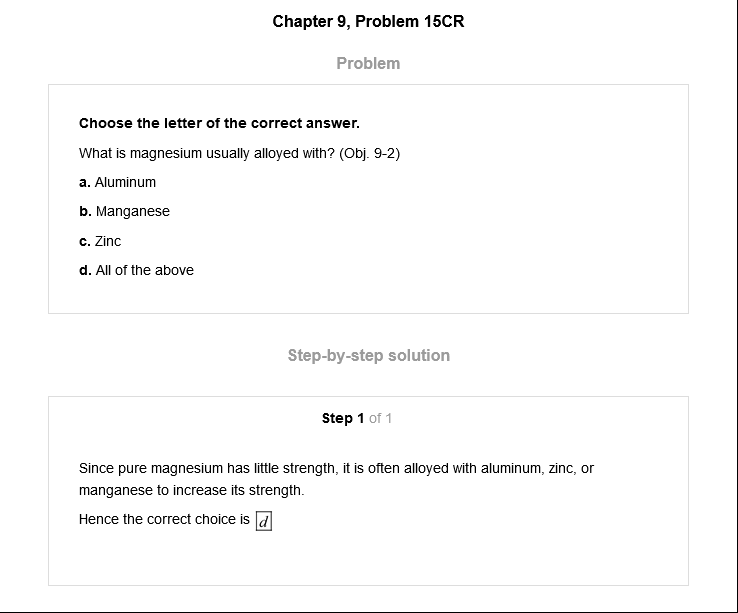 Chapter 9, Problem 15CR
Problem
Choose the letter of the correct answer.
What is magnesium usually alloyed with? (Obj. 9-2)
a. Aluminum
b. Manganese
c. Zinc
d. All of the above
Step-by-step solution
Step 1 of 1
Since pure magnesium has little strength, it is often alloyed with aluminum, zinc, or
manganese to increase its strength.
Hence the correct choice is d